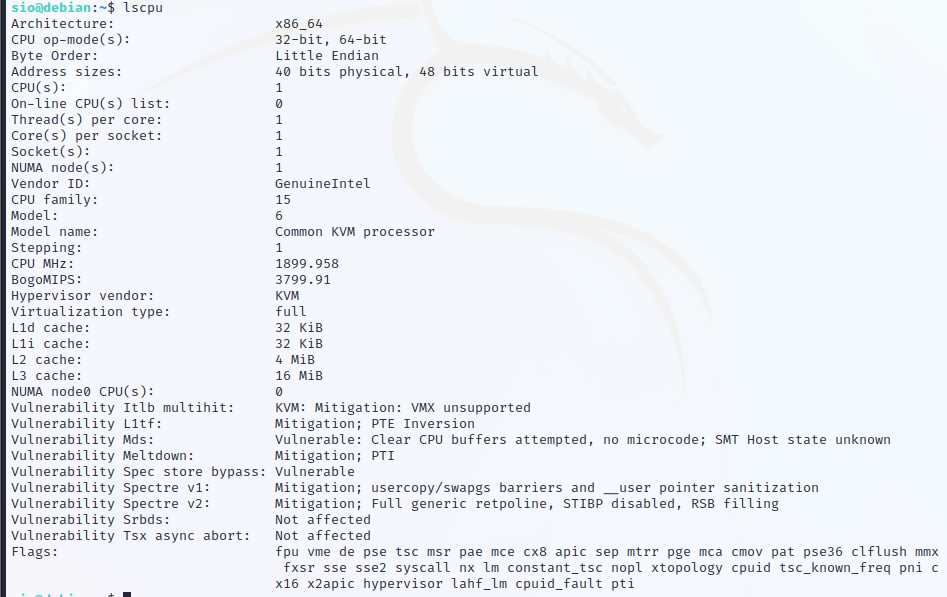 sio@debian:~$ lscpu
Architecture: x86_64
CPU op-mode(s): 32-bit, 64-bit
Byte Order: Little Endian
Address sizes: 40 bits physical, 48 bits virtual
CPU(s): 1
On-line CPU(s) list: 0
Thread(s) per core: 1
Core(s) per socket: 1
Socket(s): 1
NUMA node(s): 1
Vendor ID: GenuineIntel
CPU family: 15
Model: 6
Model name: Common KVM processor
Stepping: 1
CPU MHz: 1899.958
BogoMIPS: 3799.91
Hypervisor vendor: KVM
Virtualization type: full
L1d cache: 32 KiB
L1i cache: 32 KiB
L2 cache: 4 MiB
L3 cache: 16 MiB
NUMA node0 CPU(s): 0
Vulnerability Itlb multihit: KVM: Mitigation: VMX unsupported
Vulnerability L1tf: Mitigation; PTE Inversion
Vulnerability Mds: Vulnerable: Clear CPU buffers attempted, no microcode; SMT Host state unknown
Vulnerability Meltdown: Mitigation; PTI
Vulnerability Spec store bypass: Vulnerable
Vulnerability Spectre v1: Mitigation; usercopy/swapgs barriers and __user pointer sanitization
Vulnerability Spectre v2: Mitigation; Full generic retpoline, STIBP disabled, RSB filling
Vulnerability Srbds: Not affected
Vulnerability Tsx async abort: Not affected
Flags: fpu vme de pse tsc msr pae mce cx8 apic sep mtrr pge mca cmov pat pse36 clflush mmx
fxsr sse sse2 syscall nx lm constant_tsc nopl xtopology cpuid tsc_known_freq pni c
x16 x2apic hypervisor lahf_lm cpuid_fault pti